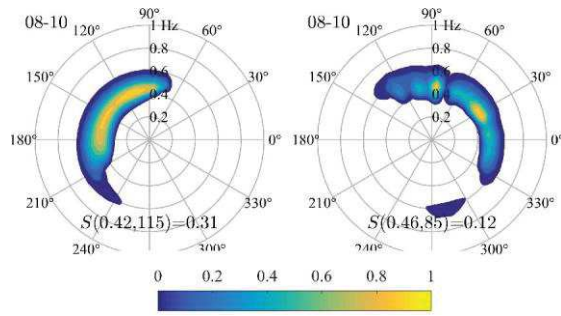 08-10 90° 1 Hz 08-10 90° 1 Hz
120° 60° 120° 60°
0.8 0.8
150° 0.6 30° 150° 0.6 30°
0.4 0.4
0.2 0.2
180° 0° 180° 0°
210° 330° 210° 330°
S(0.42,115)=0.31 S(0.46,85)=0.12
240° 300° 240° 300°
0 0.2 0.4 0.6 0.8 1